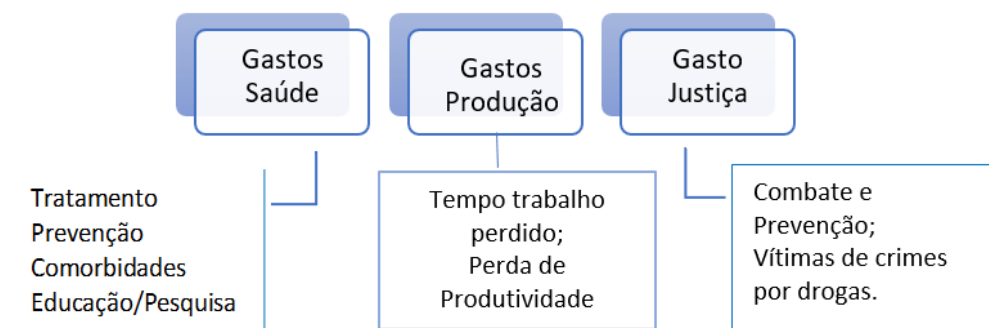 Gastos
Saúde
Gastos
Produção
Gasto
Justiça
Tratamento
Prevenção
Comorbidades
Educação/Pesquisa
Tempo trabalho
perdido;
Perda de
Produtividade
Combate e
Prevenção;
Vítimas de crimes
por drogas.